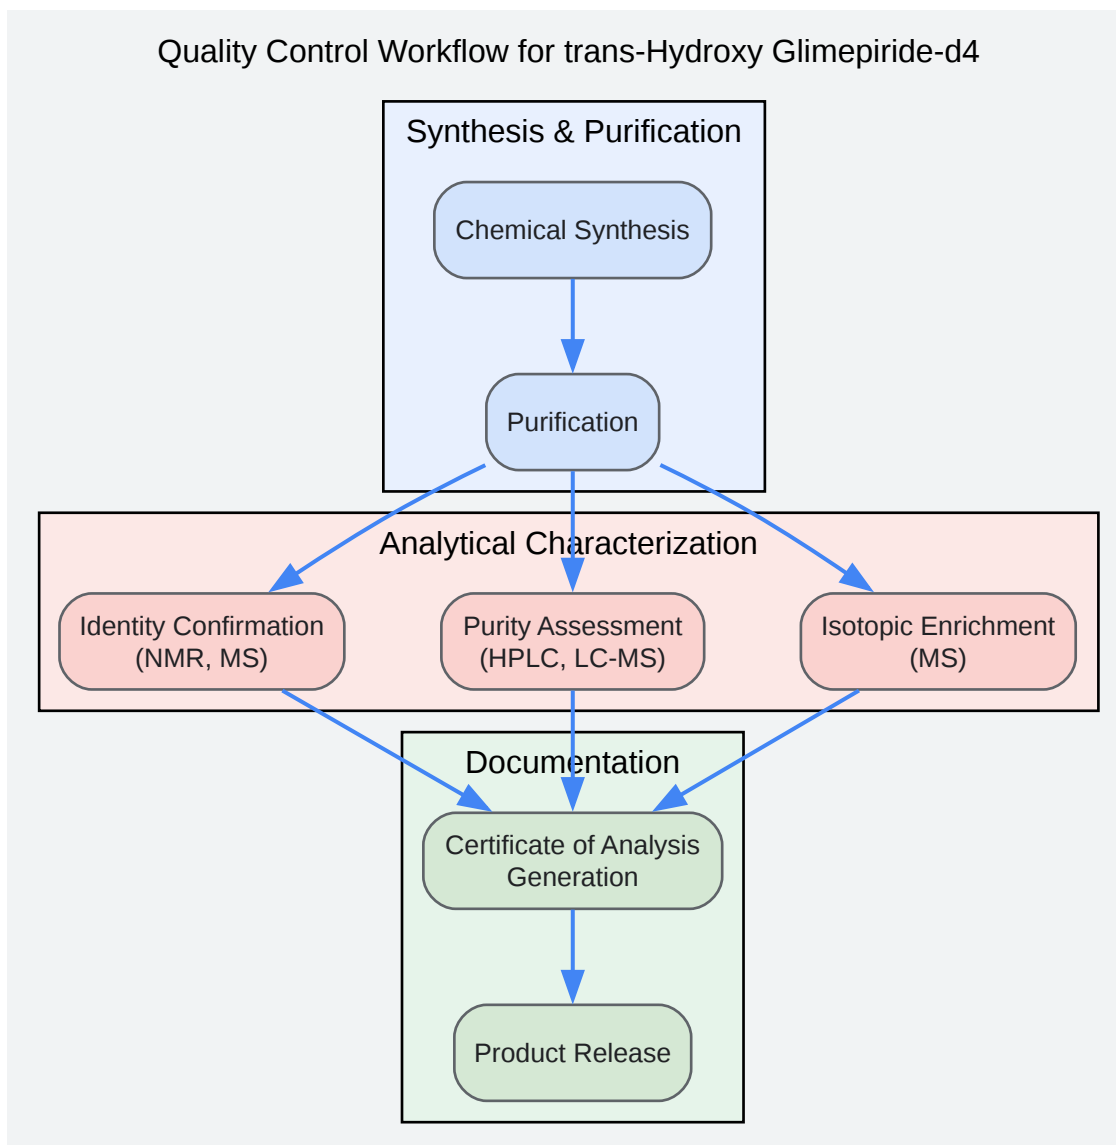 Quality Control Workflow for trans-Hydroxy Glimepiride-d4
Synthesis & Purification
Chemical Synthesis
Purification
Analytical Characterization
Identity Confirmation
(NMR, MS)
Purity Assessment
(HPLC, LC-MS)
Isotopic Enrichment
(MS)
Documentation
Certificate of Analysis
Generation
Product Release